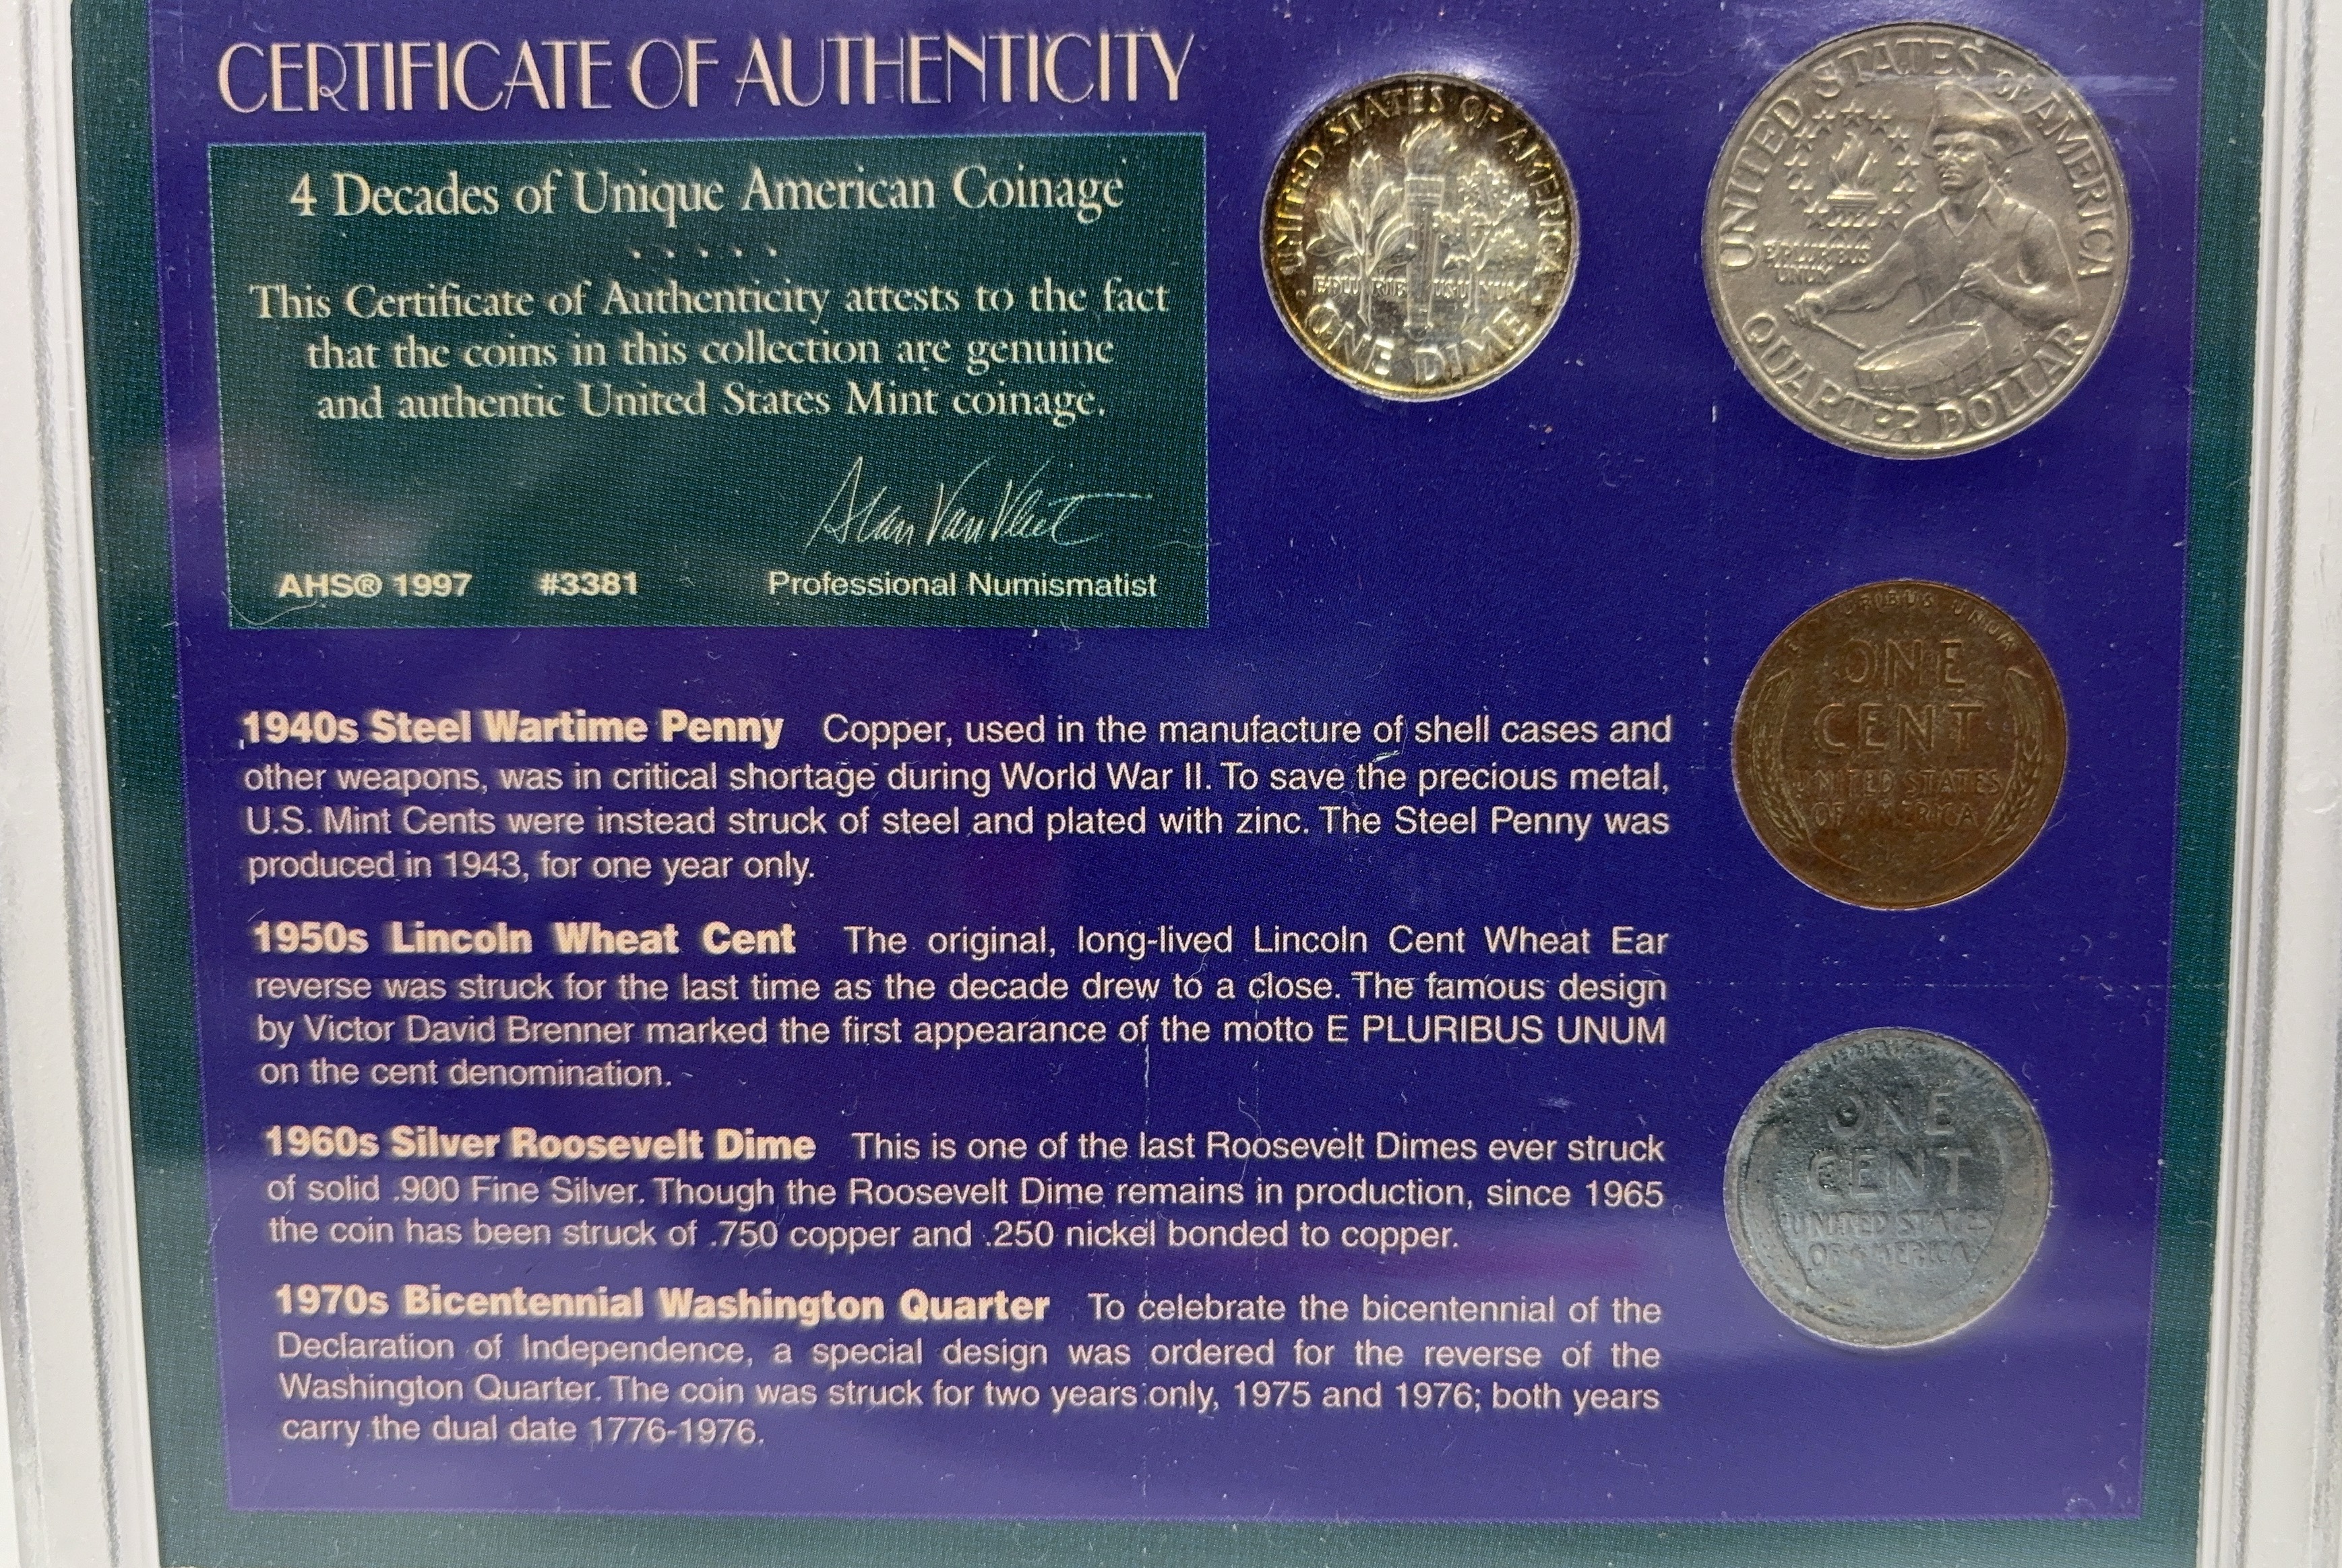 CERTIFICATE OF AUTHENTICITY
4 Decades of Unique American Coinage
. . . . .
This Certificate of Authenticity attests to the fact
that the coins in this collection are genuine
and authentic United States Mint coinage.
Alan Van Vliet
AHS® 1997 #3381 Professional Numismatist
1940s Steel Wartime Penny Copper, used in the manufacture of shell cases and
other weapons, was in critical shortage during World War II. To save the precious metal,
U.S. Mint Cents were instead struck of steel and plated with zinc. The Steel Penny was
produced in 1943, for one year only.
1950s Lincoln Wheat Cent The original, long-lived Lincoln Cent Wheat Ear
reverse was struck for the last time as the decade drew to a close. The famous design
by Victor David Brenner marked the first appearance of the motto E PLURIBUS UNUM
on the cent denomination.
1960s Silver Roosevelt Dime This is one of the last Roosevelt Dimes ever struck
of solid .900 Fine Silver. Though the Roosevelt Dime remains in production, since 1965
the coin has been struck of .750 copper and .250 nickel bonded to copper.
1970s Bicentennial Washington Quarter To celebrate the bicentennial of the
Declaration of Independence, a special design was ordered for the reverse of the
Washington Quarter. The coin was struck for two years only, 1975 and 1976; both years
carry the dual date 1776-1976.
UNITED STATES OF AMERICA
E PLURIBUS UNUM
ONE DIME
UNITED STATES OF AMERICA
E PLURIBUS
UNUM
QUARTER DOLLAR
E PLURIBUS UNUM
ONE
CENT
UNITED STATES
OF AMERICA
ONE
CENT
UNITED STATES
OF AMERICA